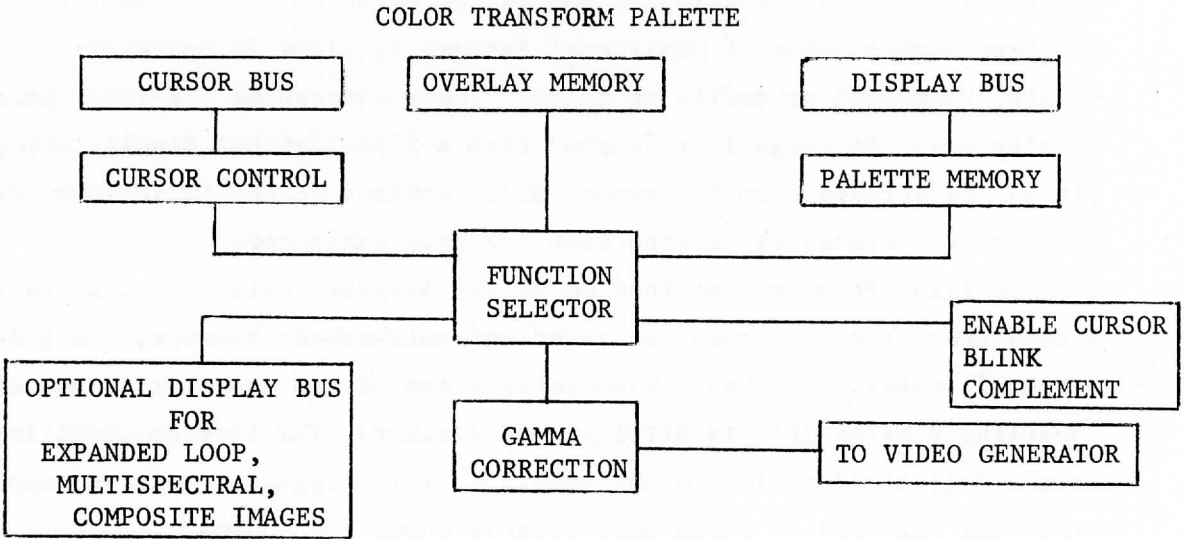 COLOR TRANSFORM PALETTE
CURSOR BUS
OVERLAY MEMORY
DISPLAY BUS
CURSOR CONTROL
PALETTE MEMORY
FUNCTION
SELECTOR
ENABLE CURSOR
BLINK
COMPLEMENT
OPTIONAL DISPLAY BUS
FOR
EXPANDED LOOP,
MULTISPECTRAL,
COMPOSITE IMAGES
GAMMA
CORRECTION
TO VIDEO GENERATOR